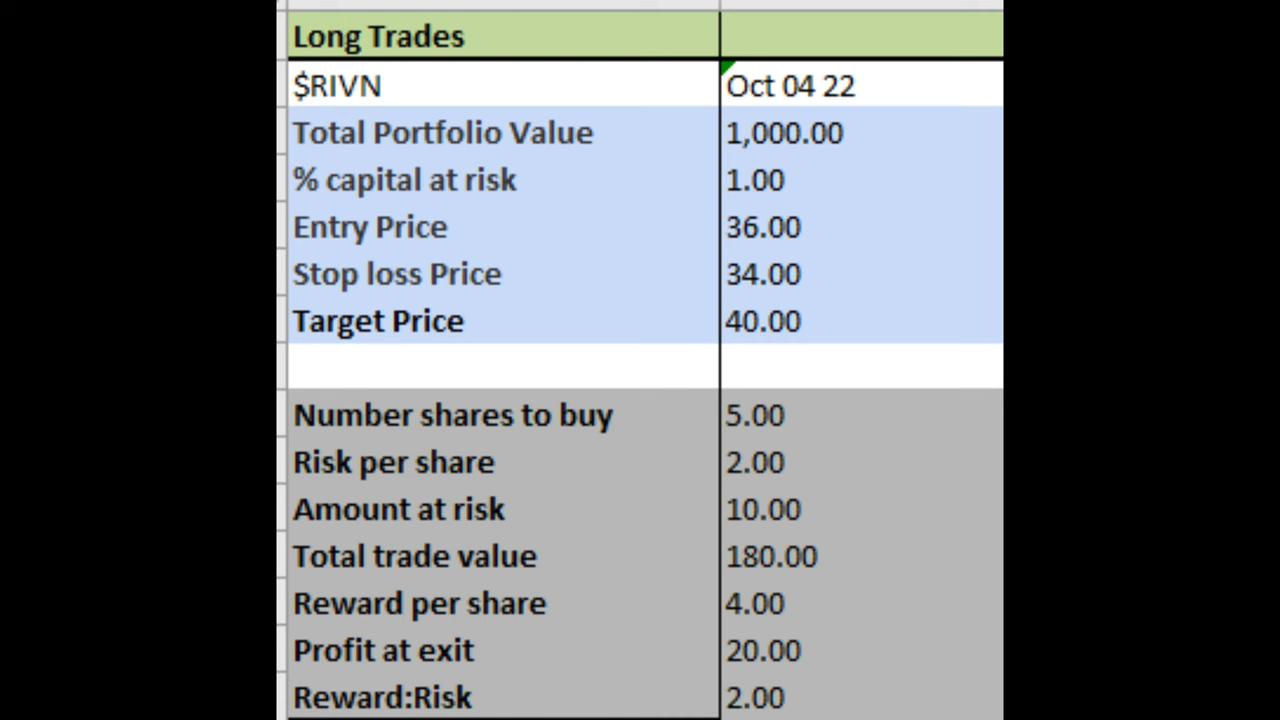 Long Trades
$RIVN Oct 04 22
Total Portfolio Value 1,000.00
% capital at risk 1.00
Entry Price 36.00
Stop loss Price 34.00
Target Price 40.00
Number shares to buy 5.00
Risk per share 2.00
Amount at risk 10.00
Total trade value 180.00
Reward per share 4.00
Profit at exit 20.00
Reward:Risk 2.00